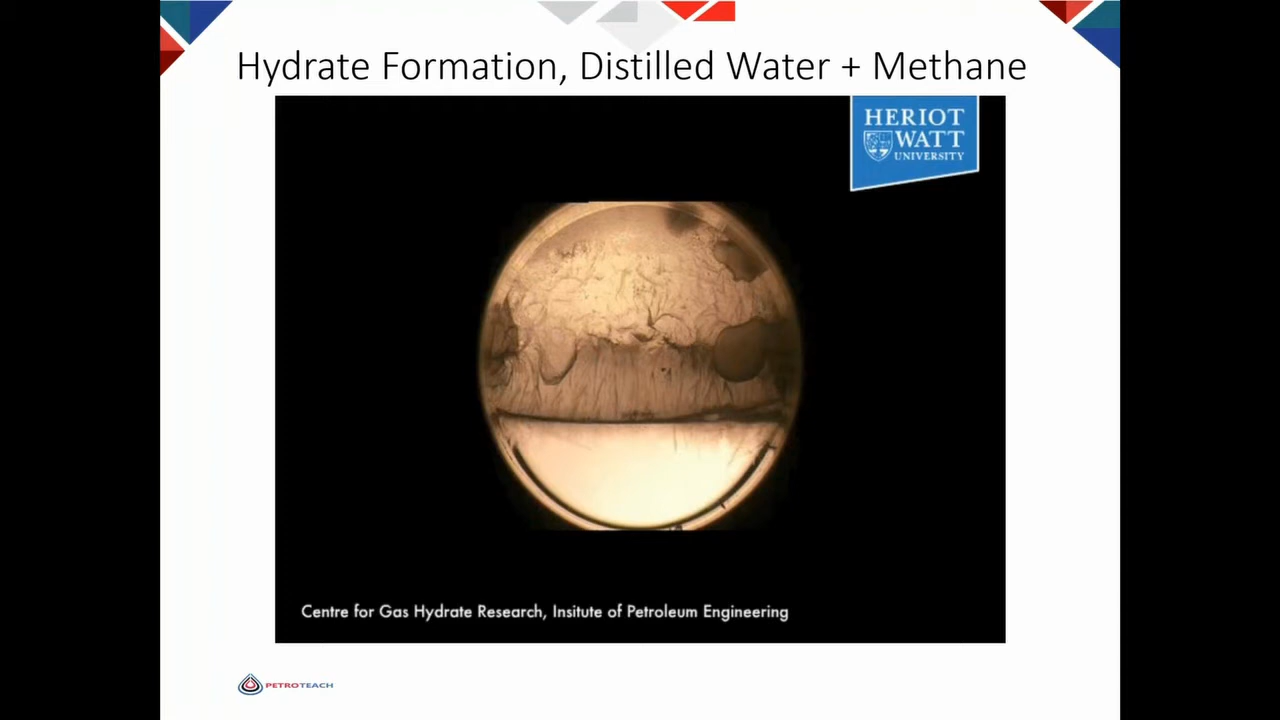 Hydrate Formation, Distilled Water + Methane
HERIOT
WATT
UNIVERSITY
Centre for Gas Hydrate Research, Insitute of Petroleum Engineering
PETROTEACH